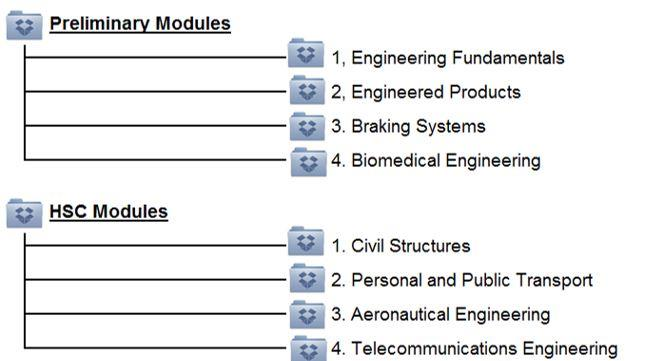 Preliminary Modules
1, Engineering Fundamentals
2, Engineered Products
3. Braking Systems
4. Biomedical Engineering
HSC Modules
1. Civil Structures
2. Personal and Public Transport
3. Aeronautical Engineering
4. Telecommunications Engineering